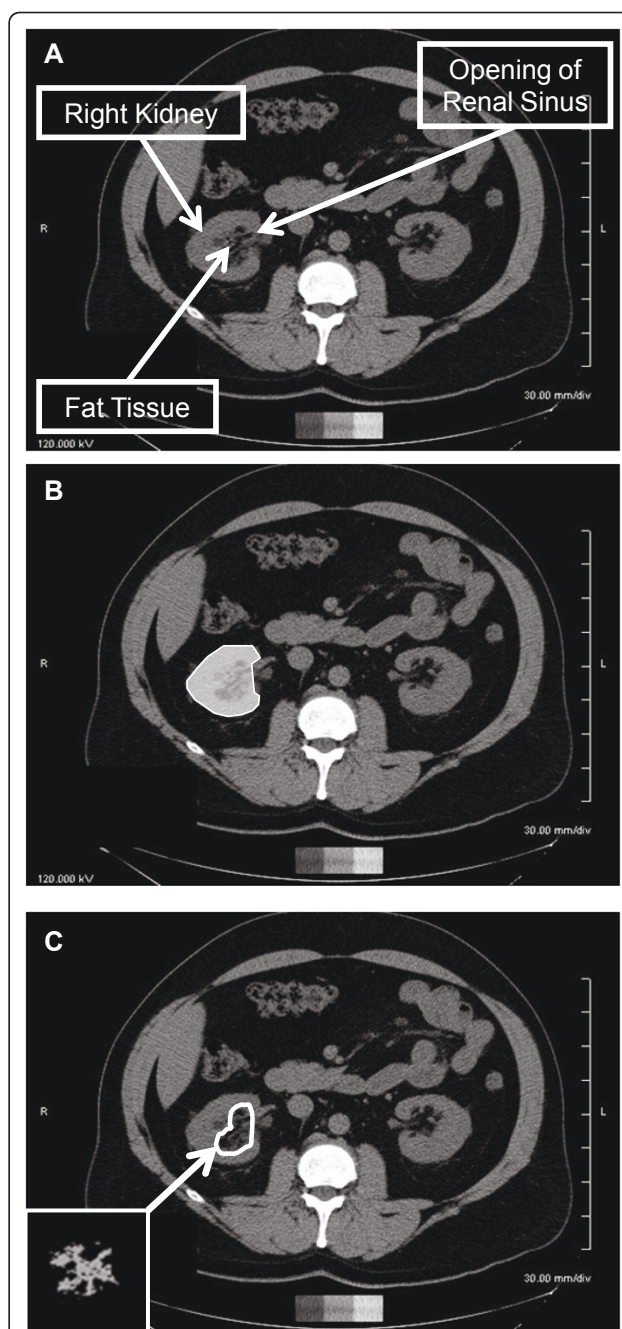 A
Right Kidney
Opening of
Renal Sinus
R
L
Fat Tissue
30.00 mm/div
120.000 kV
B
R
L
30.00 mm/div
120.000 kV
C
R
L
30.00 mm/div